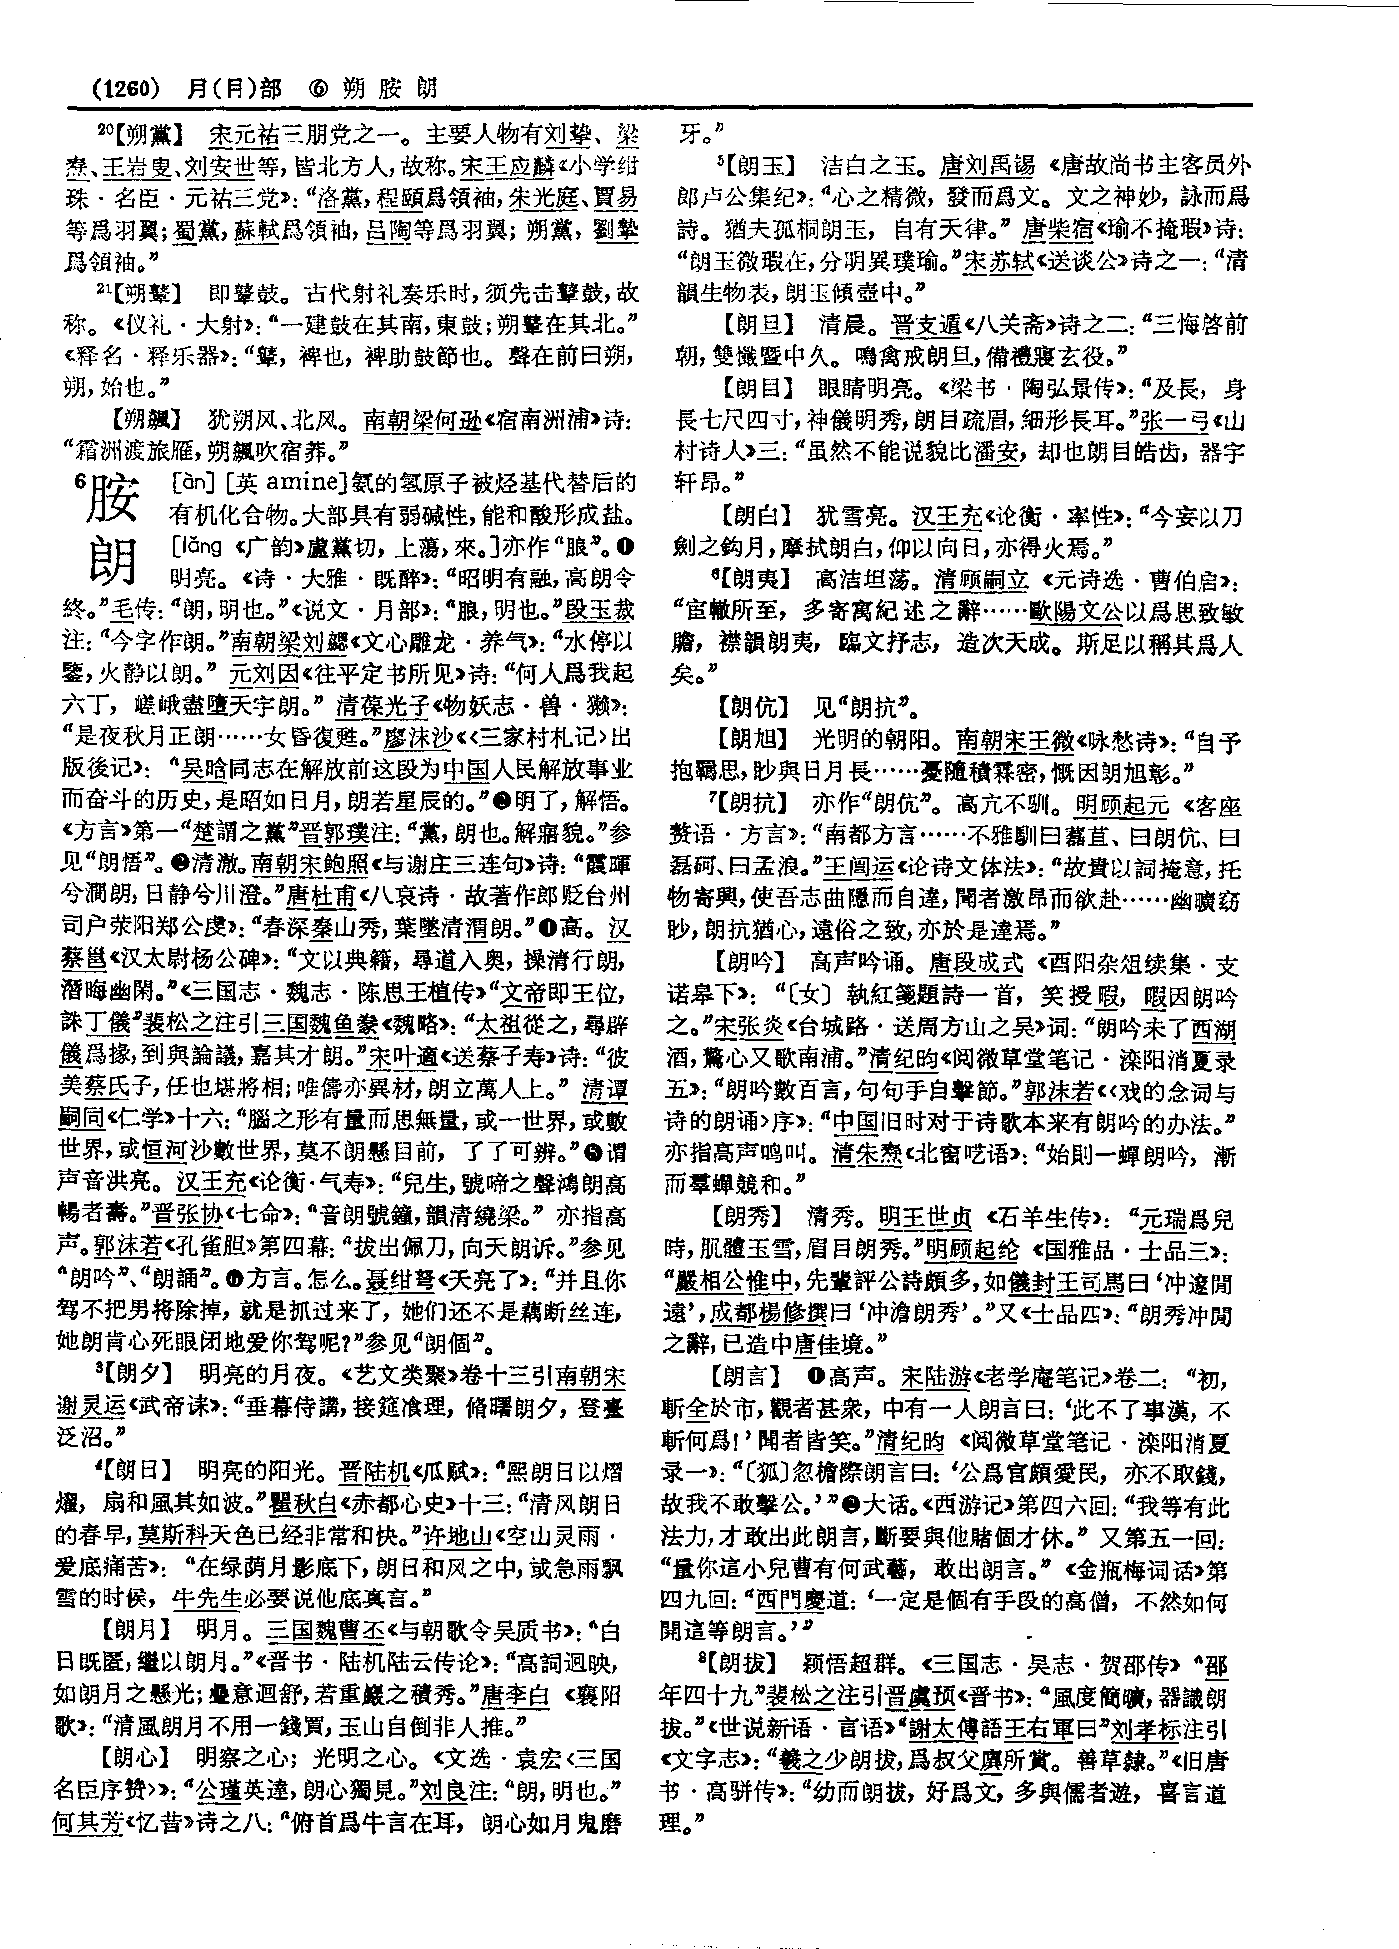 (1260) 月(月)部 ⑥ 朔 胺 朗
²⁰【朔黨】 宋元祐三朋党之一。主要人物有刘挚、梁
焘、王岩叟、刘安世等,皆北方人,故称。宋王应麟《小学绀
珠·名臣·元祐三党》:“洛黨,程頤爲領袖,朱光庭、賈易
等爲羽翼;蜀黨,蘇軾爲領袖,吕陶等爲羽翼;朔黨,劉摯
爲領袖。”
²¹【朔鼙】 即鼙鼓。古代射礼奏乐时,须先击鼙鼓,故
称。《仪礼·大射》:“一建鼓在其南,東鼓;朔鼙在其北。”
《释名·释乐器》:“鼙,裨也,裨助鼓節也。聲在前曰朔,
朔,始也。”
【朔飙】 犹朔风、北风。南朝梁何逊《宿南洲浦》诗:
“霜洲渡旅雁,朔飙吹宿莽。”
⁶胺 [àn] [英 amine]氨的氢原子被烃基代替后的
有机化合物。大部具有弱碱性,能和酸形成盐。
朗 [lǎng 《广韵》盧黨切,上蕩,來。]亦作“朖”。❶
明亮。《诗·大雅·既醉》:“昭明有融,高朗令
終。”毛传:“朗,明也。”《说文·月部》:“朖,明也。”段玉裁
注:“今字作朗。”南朝梁刘勰《文心雕龙·养气》:“水停以
鑒,火静以朗。”元刘因《往平定书所见》诗:“何人爲我起
六丁,嵯峨盡墮天宇朗。”清葆光子《物妖志·兽·獭》:
“是夜秋月正朗……女昏復甦。”廖沫沙《〈三家村札记〉出
版後记》:“吴晗同志在解放前这段为中国人民解放事业
而奋斗的历史,是昭如日月,朗若星辰的。”❷明了,解悟。
《方言》第一“楚謂之黨”晋郭璞注:“黨,朗也。解寤貌。”参
见“朗悟”。❷清澈。南朝宋鲍照《与谢庄三连句》诗:“霞暉
兮澗朗,日静兮川澄。”唐杜甫《八哀诗·故著作郎贬台州
司户荥阳郑公虔》:“春深秦山秀,葉墜清渭朗。”❶高。汉
蔡邕《汉太尉杨公碑》:“文以典籍,尋道入奥,操清行朗,
潛晦幽閑。”《三国志·魏志·陈思王植传》“文帝即王位,
誅丁儀”裴松之注引三国魏鱼豢《魏略》:“太祖從之,尋辟
儀爲掾,到與論議,嘉其才朗。”宋叶適《送蔡子寿》诗:“彼
美蔡氏子,任也堪將相;唯儔亦異材,朗立萬人上。”清谭
嗣同《仁学》十六:“腦之形有量而思無量,或一世界,或數
世界,或恒河沙數世界,莫不朗懸目前,了了可辨。”❺谓
声音洪亮。汉王充《论衡·气寿》:“兒生,號啼之聲鴻朗高
暢者壽。”晋张协《七命》:“音朗號鐘,韻清繞梁。”亦指高
声。郭沫若《孔雀胆》第四幕:“拔出佩刀,向天朗诉。”参见
“朗吟”、“朗誦”。❻方言。怎么。聂绀弩《天亮了》:“并且你
驾不把男将除掉,就是抓过来了,她们还不是藕断丝连,
她朗肯心死眼闭地爱你驾呢?”参见“朗個”。
³【朗夕】 明亮的月夜。《艺文类聚》卷十三引南朝宋
谢灵运《武帝诔》:“垂幕侍講,接筵飡理,脩曙朗夕,登臺
泛沼。”
⁴【朗日】 明亮的阳光。晋陆机《瓜赋》:“熙朗日以熠
燿,扇和風其如波。”瞿秋白《赤都心史》十三:“清风朗日
的春早,莫斯科天色已经非常和快。”许地山《空山灵雨·
爱底痛苦》:“在绿荫月影底下,朗日和风之中,或急雨飘
雪的时候,牛先生必要说他底真言。”
【朗月】 明月。三国魏曹丕《与朝歌令吴质书》:“白
日既匿,繼以朗月。”《晋书·陆机陆云传论》:“高詞迥映,
如朗月之懸光;疊意迴舒,若重巖之積秀。”唐李白《襄阳
歌》:“清風朗月不用一錢買,玉山自倒非人推。”
【朗心】 明察之心;光明之心。《文选·袁宏〈三国
名臣序赞〉》:“公瑾英達,朗心獨見。”刘良注:“朗,明也。”
何其芳《忆昔》诗之八:“俯首爲牛言在耳,朗心如月鬼磨
牙。”
⁵【朗玉】 洁白之玉。唐刘禹锡《唐故尚书主客员外
郎卢公集纪》:“心之精微,發而爲文。文之神妙,詠而爲
詩。猶夫孤桐朗玉,自有天律。”唐柴宿《瑜不掩瑕》诗:
“朗玉微瑕在,分明異璞瑜。”宋苏轼《送谈公》诗之一:“清
韻生物表,朗玉傾壺中。”
【朗旦】 清晨。晋支遁《八关斋》诗之二:“三悔啓前
朝,雙懺暨中久。鳴禽戒朗旦,備禮寢玄役。”
【朗目】 眼睛明亮。《梁书·陶弘景传》:“及長,身
長七尺四寸,神儀明秀,朗目疏眉,細形長耳。”张一弓《山
村诗人》三:“虽然不能说貌比潘安,却也朗目皓齿,器宇
轩昂。”
【朗白】 犹雪亮。汉王充《论衡·率性》:“今妄以刀
劍之鈎月,摩拭朗白,仰以向日,亦得火焉。”
⁶【朗夷】 高洁坦荡。清顾嗣立《元诗选·曹伯启》:
“宦轍所至,多寄寓紀述之辭……歐陽文公以爲思致敏
贍,襟韻朗夷,臨文抒志,造次天成。斯足以稱其爲人
矣。”
【朗伉】 见“朗抗”。
【朗旭】 光明的朝阳。南朝宋王微《咏愁诗》:“自予
抱羈思,眇與日月長……憂隨積霖密,慨因朗旭彰。”
⁷【朗抗】 亦作“朗伉”。高亢不驯。明顾起元《客座
赘语·方言》:“南都方言……不雅馴曰藞苴、曰朗伉、曰
磊砢、曰孟浪。”王闿运《论诗文体法》:“故貴以詞掩意,托
物寄興,使吾志曲隱而自達,聞者激昂而欲赴……幽曠窈
眇,朗抗猶心,遠俗之致,亦於是達焉。”
【朗吟】 高声吟诵。唐段成式《酉阳杂俎续集·支
诺皋下》:“〔女〕執紅箋題詩一首,笑授暇,暇因朗吟
之。”宋张炎《台城路·送周方山之吴》词:“朗吟未了西湖
酒,驚心又歌南浦。”清纪昀《阅微草堂笔记·滦阳消夏录
五》:“朗吟數百言,句句手自擊節。”郭沫若《〈戏的念词与
诗的朗诵〉序》:“中国旧时对于诗歌本来有朗吟的办法。”
亦指高声鸣叫。清朱焘《北窗呓语》:“始則一蟬朗吟,漸
而羣蟬競和。”
【朗秀】 清秀。明王世贞《石羊生传》:“元瑞爲兒
時,肌體玉雪,眉目朗秀。”明顾起纶《国雅品·士品三》:
“嚴相公惟中,先輩評公詩頗多,如儀封王司馬曰‘冲邃閒
遠’,成都楊修撰曰‘冲澹朗秀’。”又《士品四》:“朗秀冲閒
之辭,已造中唐佳境。”
【朗言】 ❶高声。宋陆游《老学庵笔记》卷二:“初,
斬全於市,觀者甚衆,中有一人朗言曰:‘此不了事漢,不
斬何爲!’聞者皆笑。”清纪昀《阅微草堂笔记·滦阳消夏
录一》:“〔狐〕忽檐際朗言曰:‘公爲官頗愛民,亦不取錢,
故我不敢擊公。’”❷大话。《西游记》第四六回:“我等有此
法力,才敢出此朗言,斷要與他賭個才休。”又第五一回:
“量你這小兒曹有何武藝,敢出朗言。”《金瓶梅词话》第
四九回:“西門慶道:‘一定是個有手段的高僧,不然如何
開這等朗言。’”
⁸【朗拔】 颖悟超群。《三国志·吴志·贺邵传》“邵
年四十九”裴松之注引晋虞预《晋书》:“風度簡曠,器識朗
拔。”《世说新语·言语》“謝太傅語王右軍曰”刘孝标注引
《文字志》:“羲之少朗拔,爲叔父廙所賞。善草隸。”《旧唐
书·高骈传》:“幼而朗拔,好爲文,多與儒者遊,喜言道
理。”